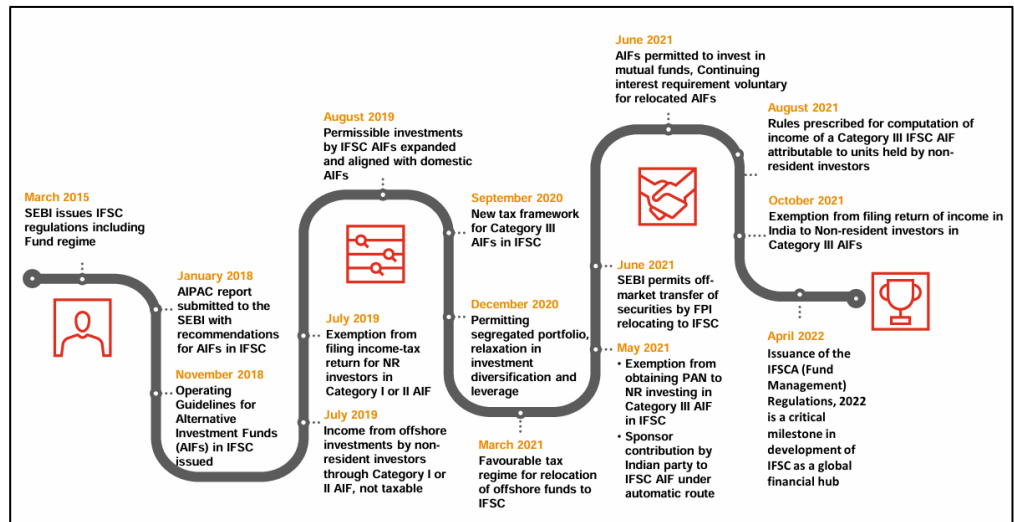 March 2015
SEBI issues IFSC
regulations including
Fund regime
January 2018
AIPAC report
submitted to the
SEBI with
recommendations
for AIFs in IFSC
November 2018
Operating
Guidelines for
Alternative
Investment Funds
(AIFs) in IFSC
issued
July 2019
Income from offshore
investments by non-
resident investors
through Category I or
II AIF, not taxable
July 2019
Exemption from
filing income-tax
return for NR
investors in
Category I or II AIF
August 2019
Permissible investments
by IFSC AIFs expanded
and aligned with domestic
AIFs
September 2020
New tax framework
for Category III
AIFs in IFSC
December 2020
Permitting
segregated portfolio,
relaxation in
investment
diversification and
leverage
March 2021
Favourable tax
regime for relocation
of offshore funds to
IFSC
May 2021
• Exemption from
obtaining PAN to
NR investing in
Category III AIF
in IFSC
• Sponsor
contribution by
Indian party to
IFSC AIF under
automatic route
June 2021
SEBI permits off-
market transfer of
securities by FPI
relocating to IFSC
June 2021
AIFs permitted to invest in
mutual funds, Continuing
interest requirement voluntary
for relocated AIFs
August 2021
Rules prescribed for computation of
income of a Category III IFSC AIF
attributable to units held by non-
resident investors
October 2021
Exemption from filing return of income in
India to Non-resident investors in
Category III AIFs
April 2022
Issuance of the
IFSCA (Fund
Management)
Regulations, 2022
is a critical
milestone in
development of
IFSC as a global
financial hub